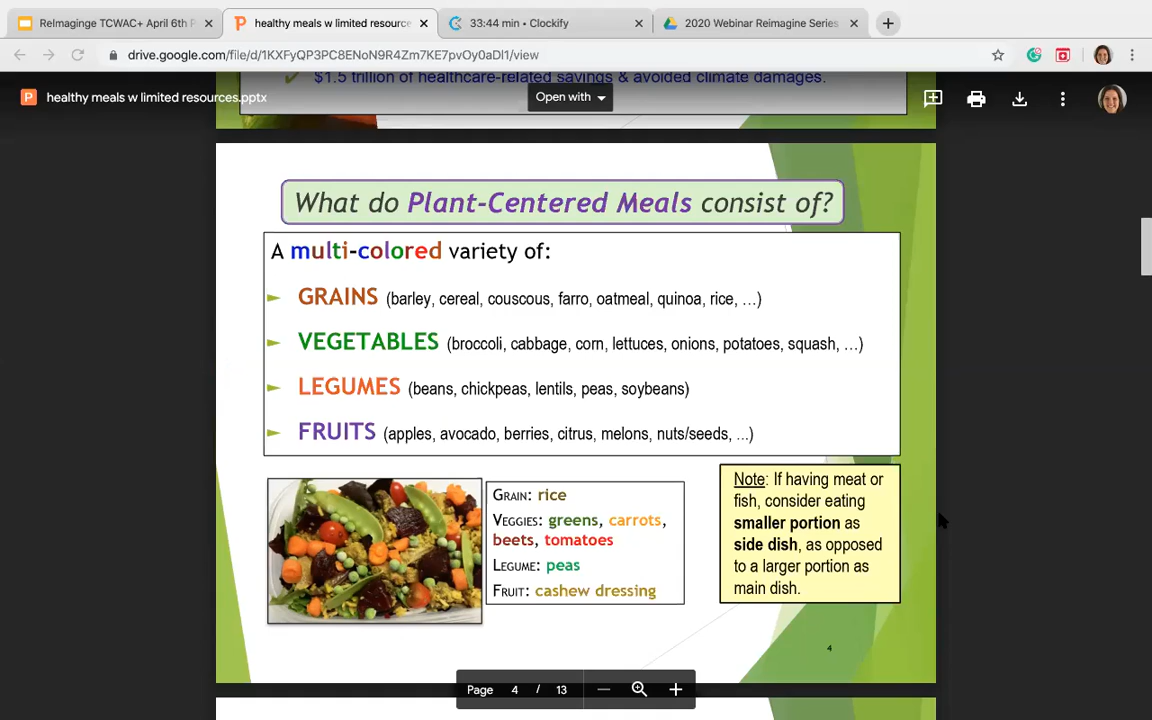 ReImaginge TCWAC+ April 6th P
healthy meals w limited resource
33:44 min • Clockify
2020 Webinar Reimagine Series
drive.google.com/file/d/1KXFyQP3PC8ENoN9R4Zm7KE7pvOy0aDl1/view
$1.5 trillion of healthcare-related savings & avoided climate damages.
healthy meals w limited resources.pptx
Open with
What do Plant-Centered Meals consist of?
A multi-colored variety of:
GRAINS (barley, cereal, couscous, farro, oatmeal, quinoa, rice, …)
VEGETABLES (broccoli, cabbage, corn, lettuces, onions, potatoes, squash, …)
LEGUMES (beans, chickpeas, lentils, peas, soybeans)
FRUITS (apples, avocado, berries, citrus, melons, nuts/seeds, ...)
GRAIN: rice
VEGGIES: greens, carrots,
beets, tomatoes
LEGUME: peas
FRUIT: cashew dressing
Note: If having meat or
fish, consider eating
smaller portion as
side dish, as opposed
to a larger portion as
main dish.
4
Page 4 / 13